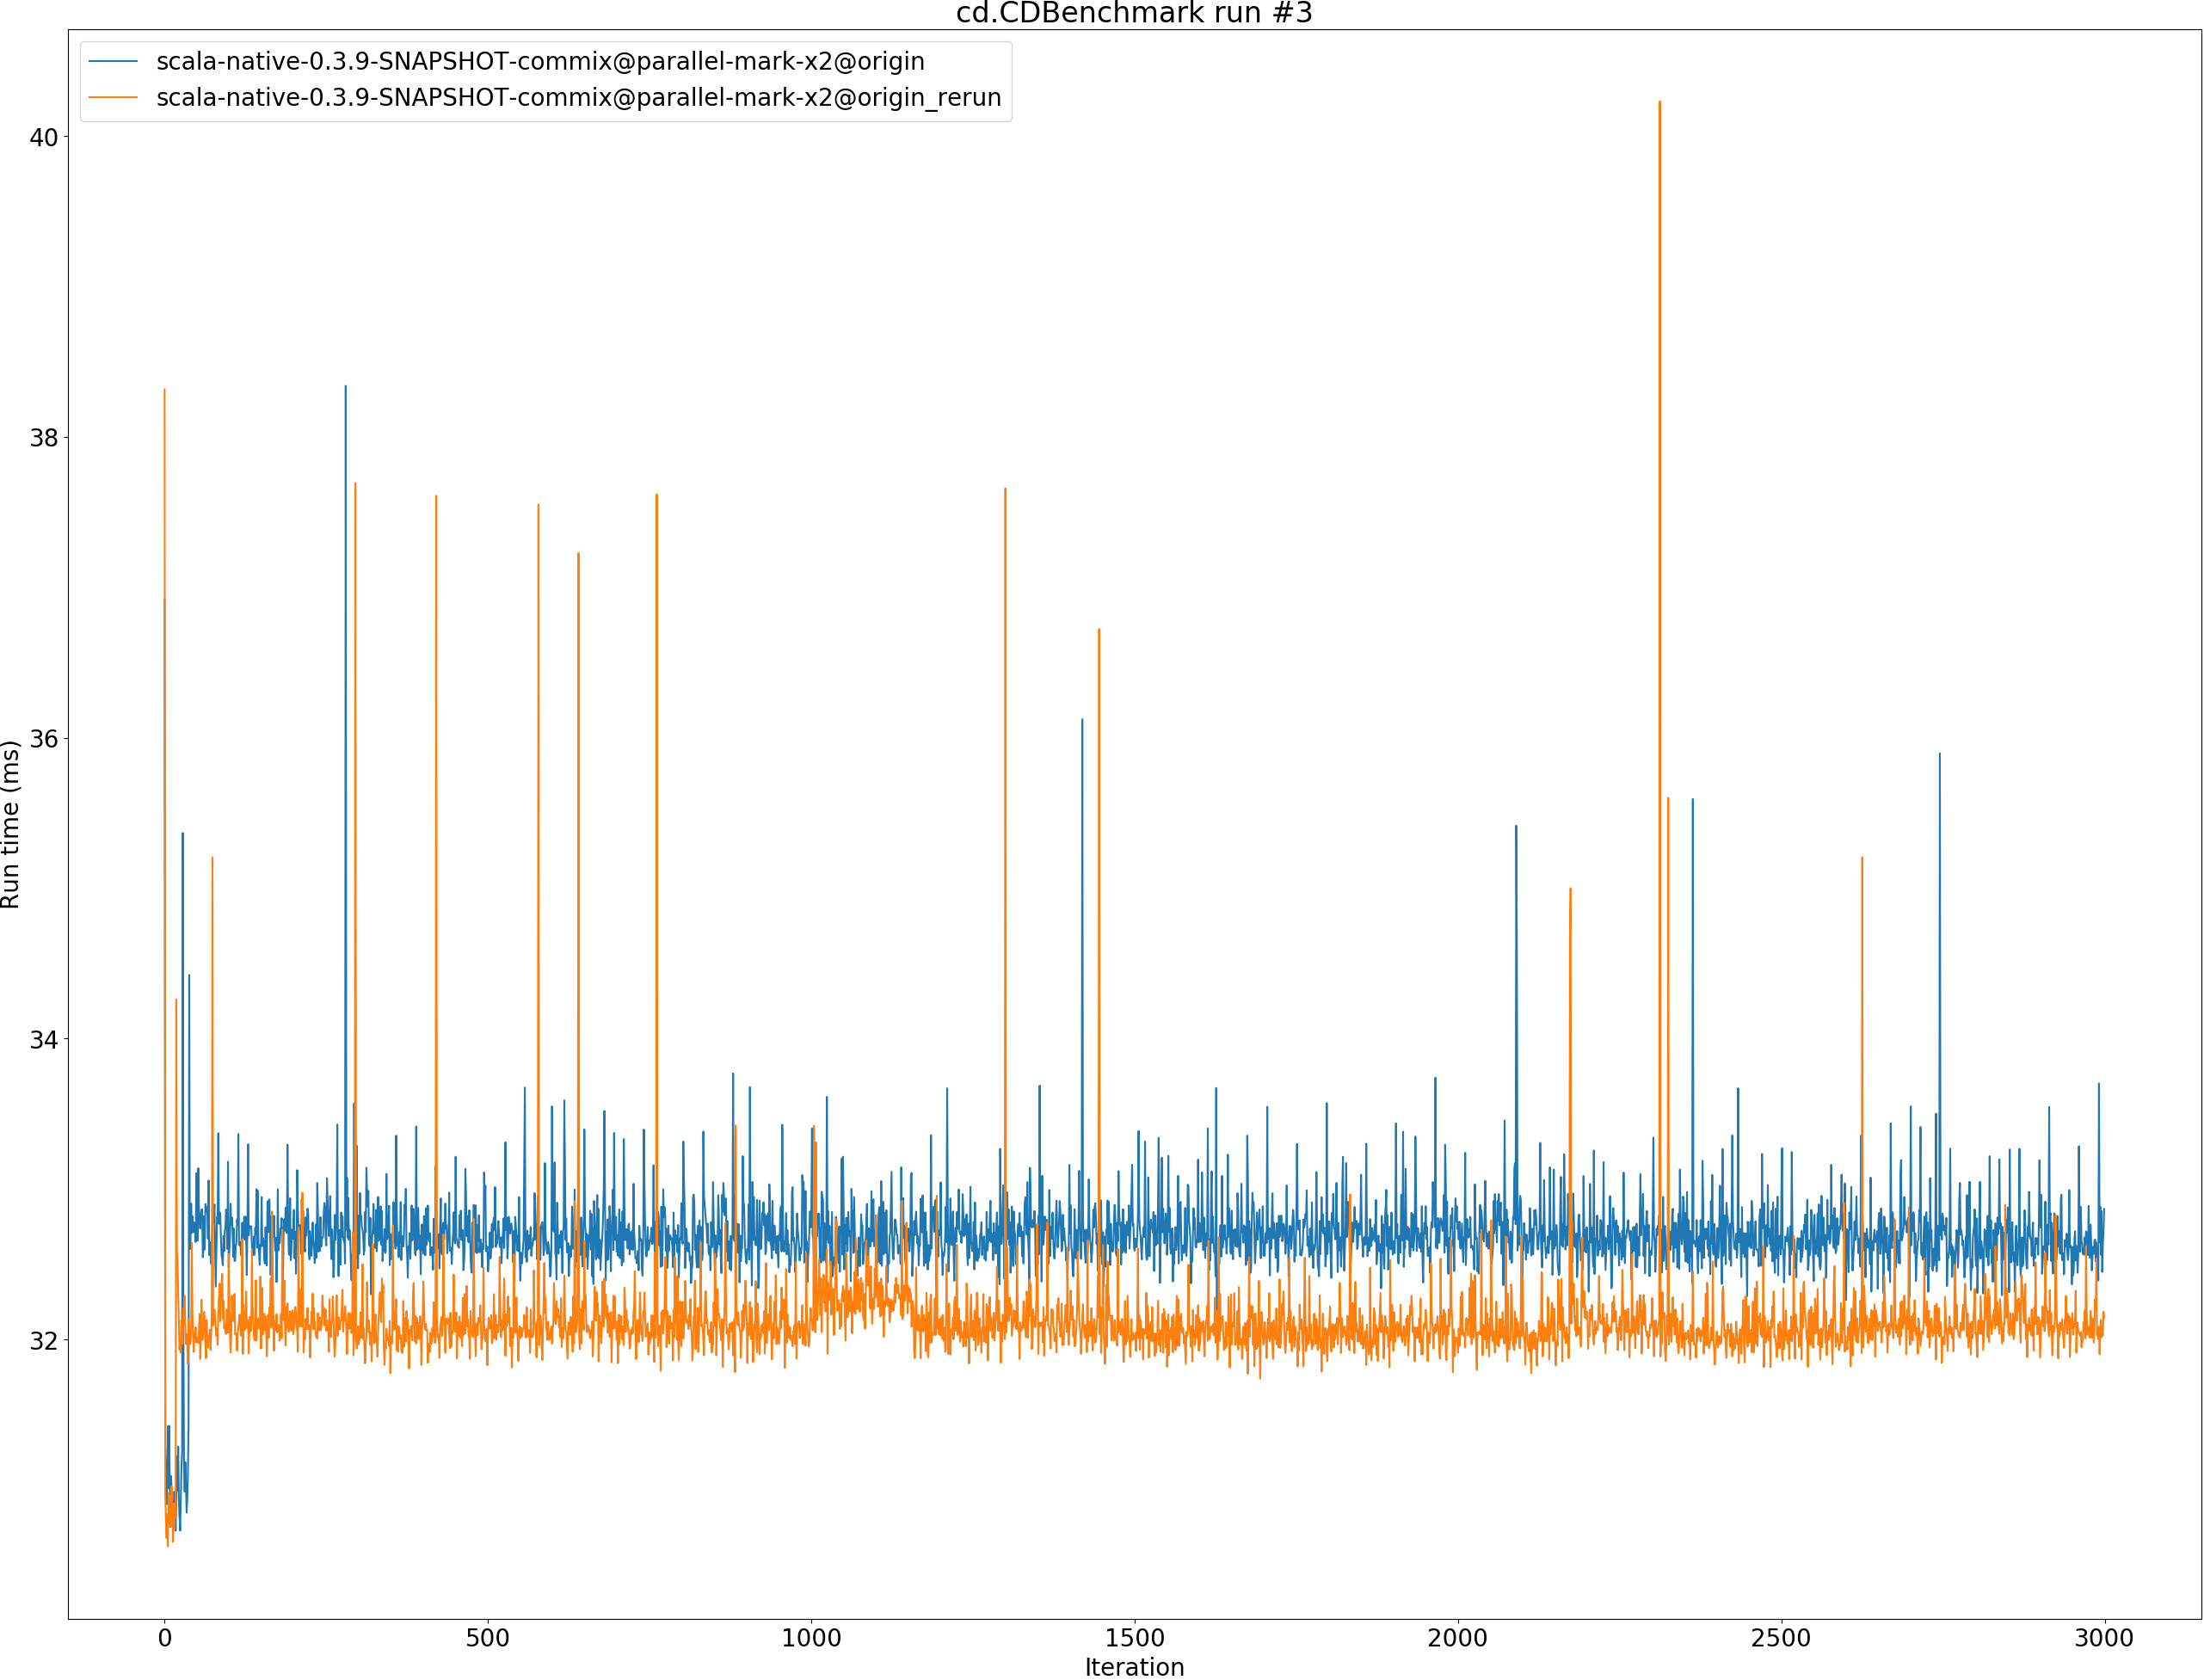 cd.CDBenchmark run #3
scala-native-0.3.9-SNAPSHOT-commix@parallel-mark-x2@origin
scala-native-0.3.9-SNAPSHOT-commix@parallel-mark-x2@origin_rerun
40
38
36
34
32
Run time (ms)
0 500 1000 1500 2000 2500 3000
Iteration